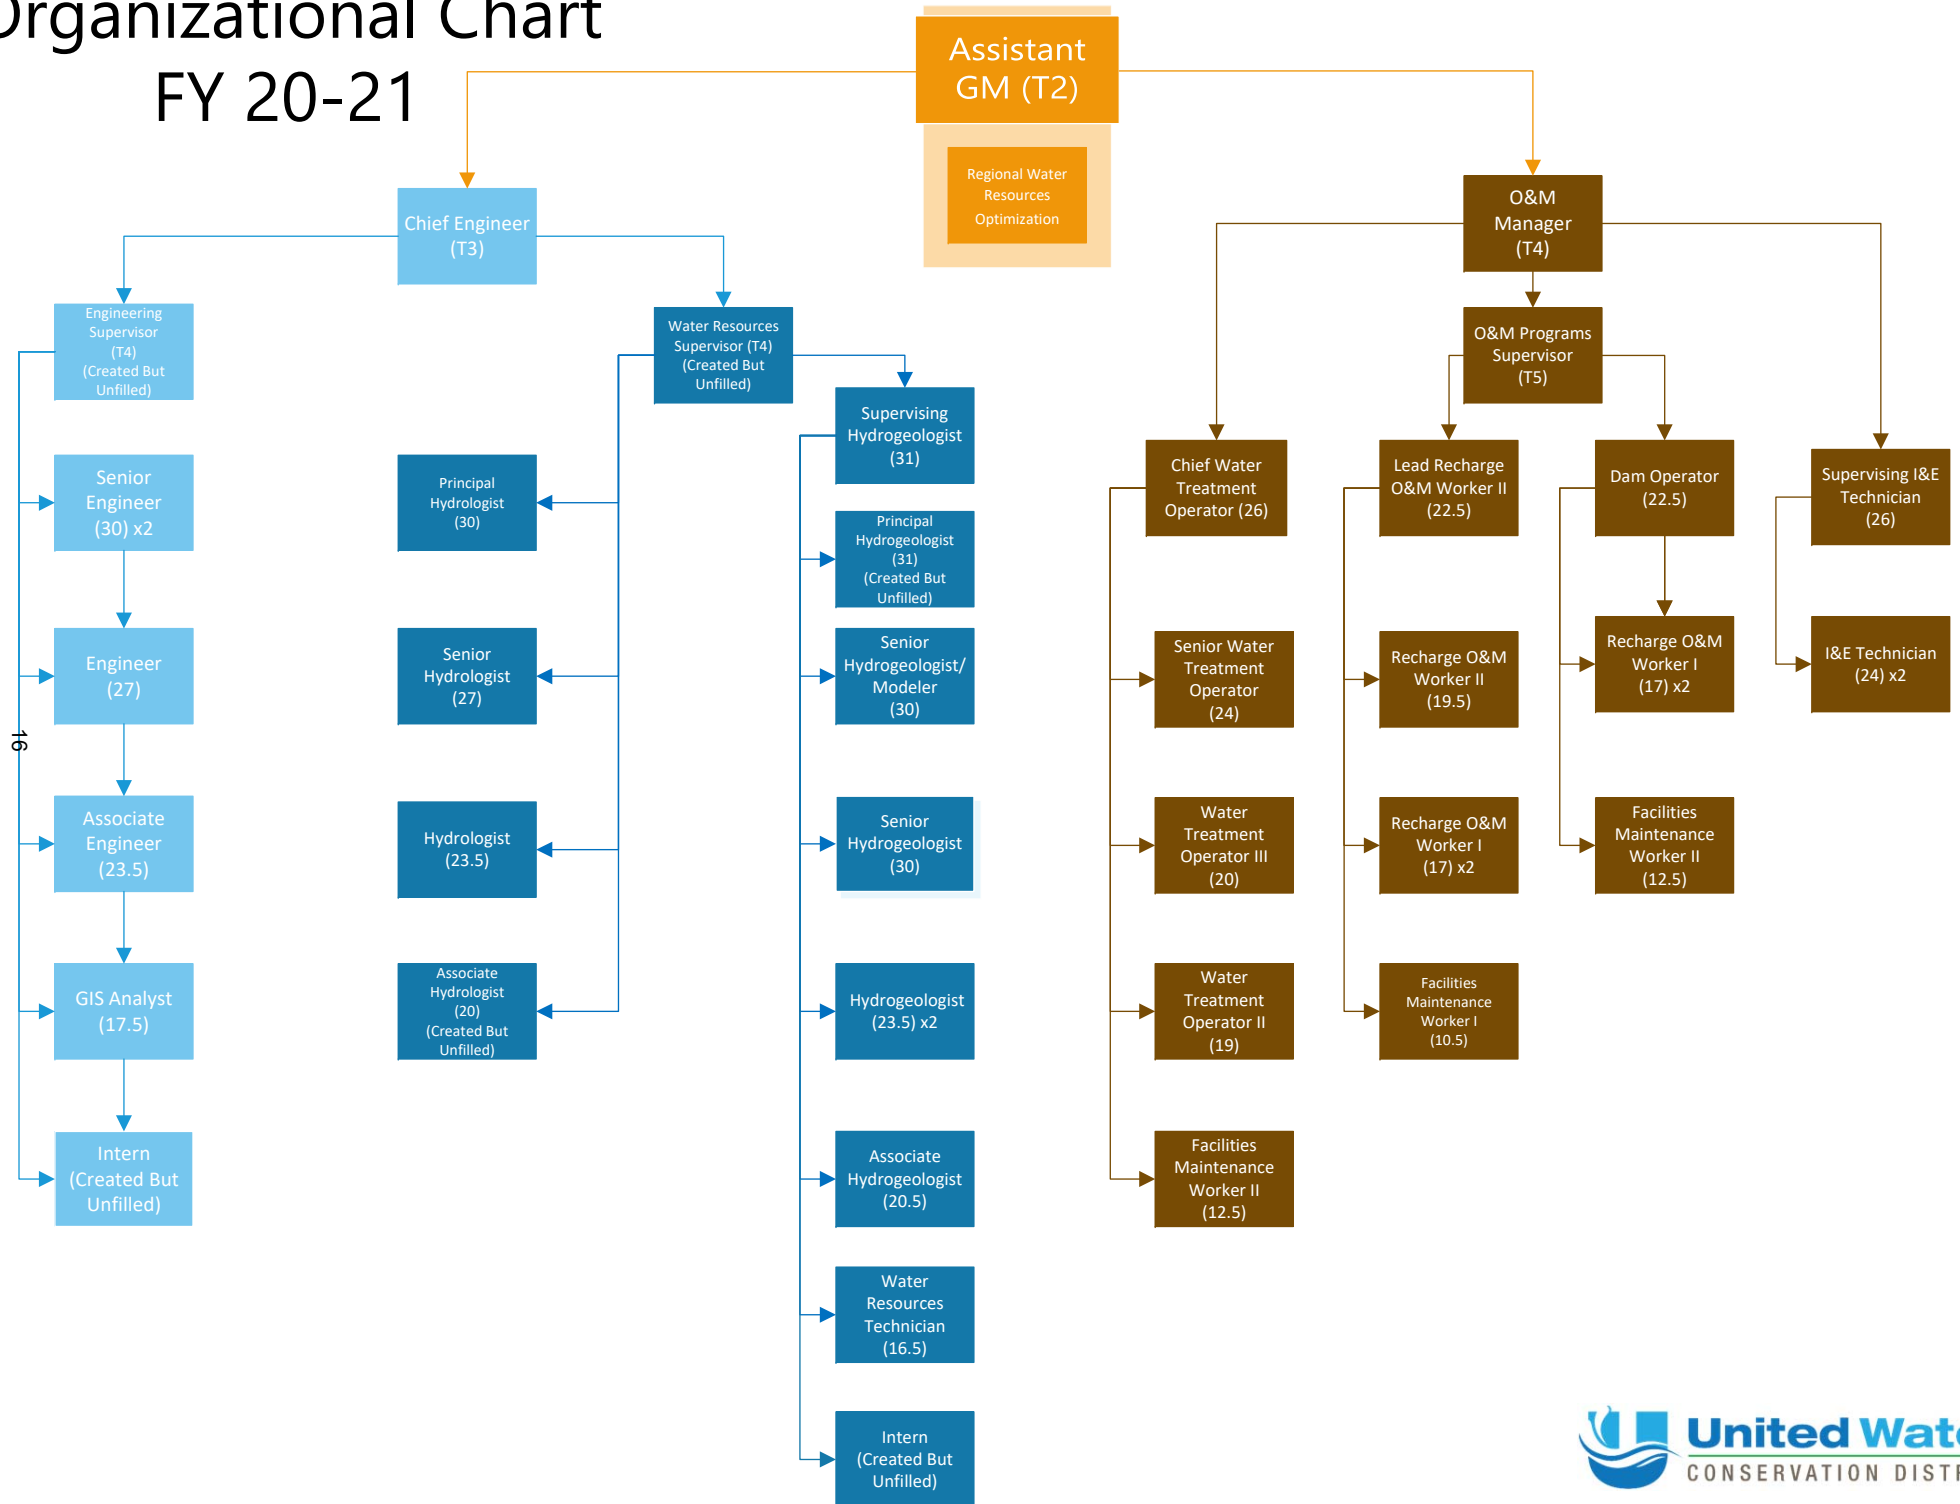 Organizational Chart
FY 20-21
Assistant
GM (T2)
Regional Water
Resources
Optimization
Chief Engineer
(T3)
O&M
Manager
(T4)
Engineering
Supervisor
(T4)
(Created But
Unfilled)
Water Resources
Supervisor (T4)
(Created But
Unfilled)
O&M Programs
Supervisor
(T5)
Senior
Engineer
(30) x2
Engineer
(27)
Associate
Engineer
(23.5)
GIS Analyst
(17.5)
Intern
(Created But
Unfilled)
16
Principal
Hydrologist
(30)
Senior
Hydrologist
(27)
Hydrologist
(23.5)
Associate
Hydrologist
(20)
(Created But
Unfilled)
Supervising
Hydrogeologist
(31)
Principal
Hydrogeologist
(31)
(Created But
Unfilled)
Senior
Hydrogeologist/
Modeler
(30)
Senior
Hydrogeologist
(30)
Hydrogeologist
(23.5) x2
Associate
Hydrogeologist
(20.5)
Water
Resources
Technician
(16.5)
Intern
(Created But
Unfilled)
Chief Water
Treatment
Operator (26)
Senior Water
Treatment
Operator
(24)
Water
Treatment
Operator III
(20)
Water
Treatment
Operator II
(19)
Facilities
Maintenance
Worker II
(12.5)
Lead Recharge
O&M Worker II
(22.5)
Recharge O&M
Worker II
(19.5)
Recharge O&M
Worker I
(17) x2
Facilities
Maintenance
Worker I
(10.5)
Dam Operator
(22.5)
Recharge O&M
Worker I
(17) x2
Facilities
Maintenance
Worker II
(12.5)
Supervising I&E
Technician
(26)
I&E Technician
(24) x2
United Wat
CONSERVATION DIST